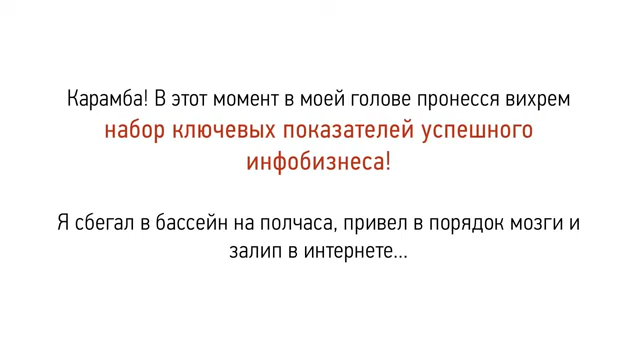 Карамба! В этот момент в моей голове пронесся вихрем
набор ключевых показателей успешного
инфобизнеса!
Я сбегал в бассейн на полчаса, привел в порядок мозги и
залип в интернете...